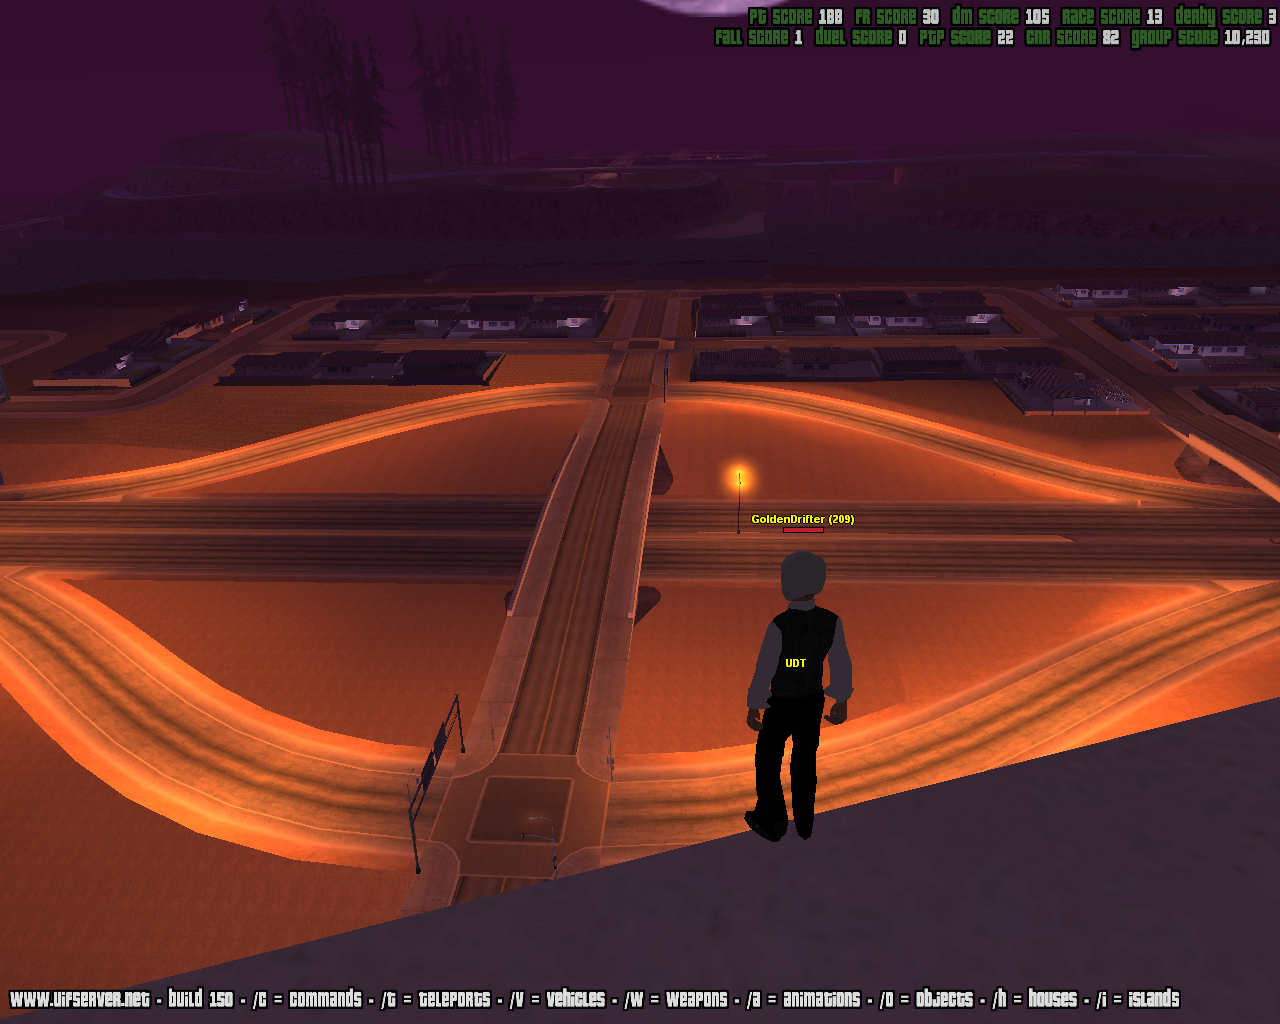 PT SCORE 188 FR SCORE 30 DM SCORE 105 RACE SCORE 13 DERBY SCORE 3
FALL SCORE 1 DUEL SCORE 0 PTP SCORE 22 CNR SCORE 82 GROUP SCORE 10,230
GoldenDrifter (209)
UDT
WWW.UIFSERVER.NET - BUILD 150 - /C = COMMANDS - /T = TELEPORTS - /V = VEHICLES - /W = WEAPONS - /A = ANIMATIONS - /O = OBJECTS - /H = HOUSES - /I = ISLANDS